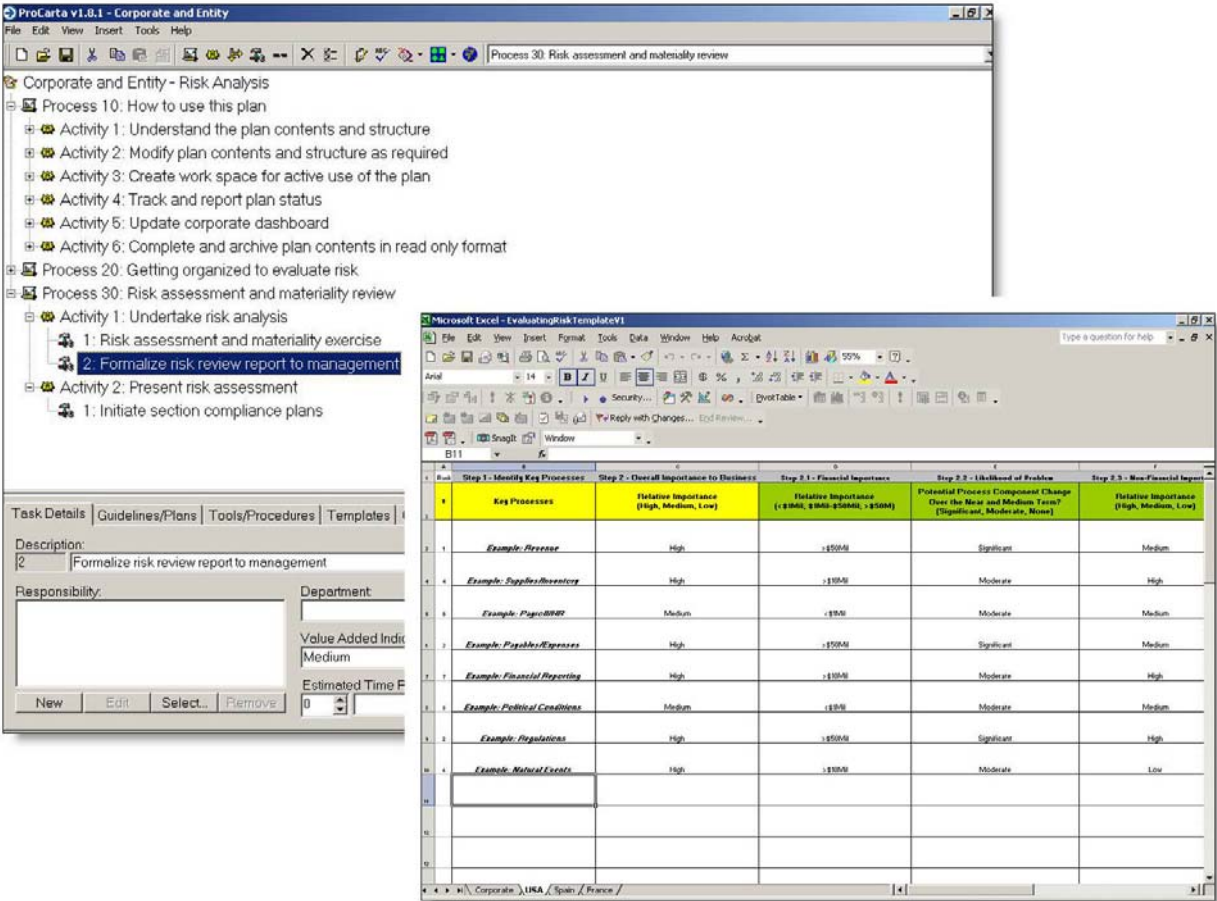 ProCarta v1.8.1 - Corporate and Entity
File Edit View Insert Tools Help
Process 30: Risk assessment and materiality review
Corporate and Entity - Risk Analysis
Process 10: How to use this plan
Activity 1: Understand the plan contents and structure
Activity 2: Modify plan contents and structure as required
Activity 3: Create work space for active use of the plan
Activity 4: Track and report plan status
Activity 5: Update corporate dashboard
Activity 6: Complete and archive plan contents in read only format
Process 20: Getting organized to evaluate risk
Process 30: Risk assessment and materiality review
Activity 1: Undertake risk analysis
1: Risk assessment and materiality exercise
2: Formalize risk review report to management
Activity 2: Present risk assessment
1: Initiate section compliance plans
Task Details Guidelines/Plans Tools/Procedures Templates
Description:
2 Formalize risk review report to management
Responsibility: Department:
Value Added Indic
Medium
Estimated Time F
New Edit Select... Remove 0
Microsoft Excel - EvaluatingRiskTemplateV1
File Edit View Insert Format Tools Data Window Help Acrobat Type a question for help
55%
Arial 14 B I U $ % ,
Security... PivotTable
Reply with Changes... End Review...
SnagIt Window
B11 fx
Rank Step 1 - Identify Key Processes Step 2 - Overall Importance to Business Step 2.1 - Financial Importance Step 2.2 - Likelihood of Problem Step 2.3 - Non-Financial Import
Key Processes Relative Importance (High, Medium, Low) Relative Importance (<$1Mil, $1Mil-$50Mil, >$50M) Potential Process Component Change Over the Near and Medium Term? (Significant, Moderate, None) Relative Importance (High, Medium, Low)
Example: Revenue High >$50Mil Significant Medium
Example: Supplies/Inventory High >$10Mil Moderate High
Example: Payroll/HR Medium <$1Mil Moderate Medium
Example: Payables/Expenses High >$50Mil Significant Medium
Example: Financial Reporting High >$10Mil Moderate High
Example: Political Conditions Medium <$1Mil Moderate Medium
Example: Regulations High >$50Mil Significant High
Example: Natural Events High >$10Mil Moderate Low
Corporate USA Spain France